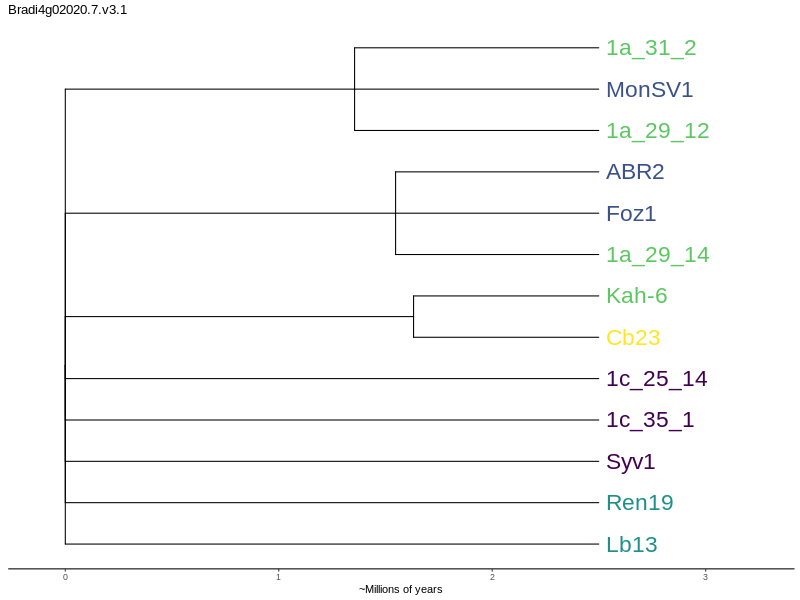 Bradi4g02020.7.v3.1
1a_31_2
MonSV1
1a_29_12
ABR2
Foz1
1a_29_14
Kah-6
Cb23
1c_25_14
1c_35_1
Syv1
Ren19
Lb13
0 1 2 3
~Millions of years